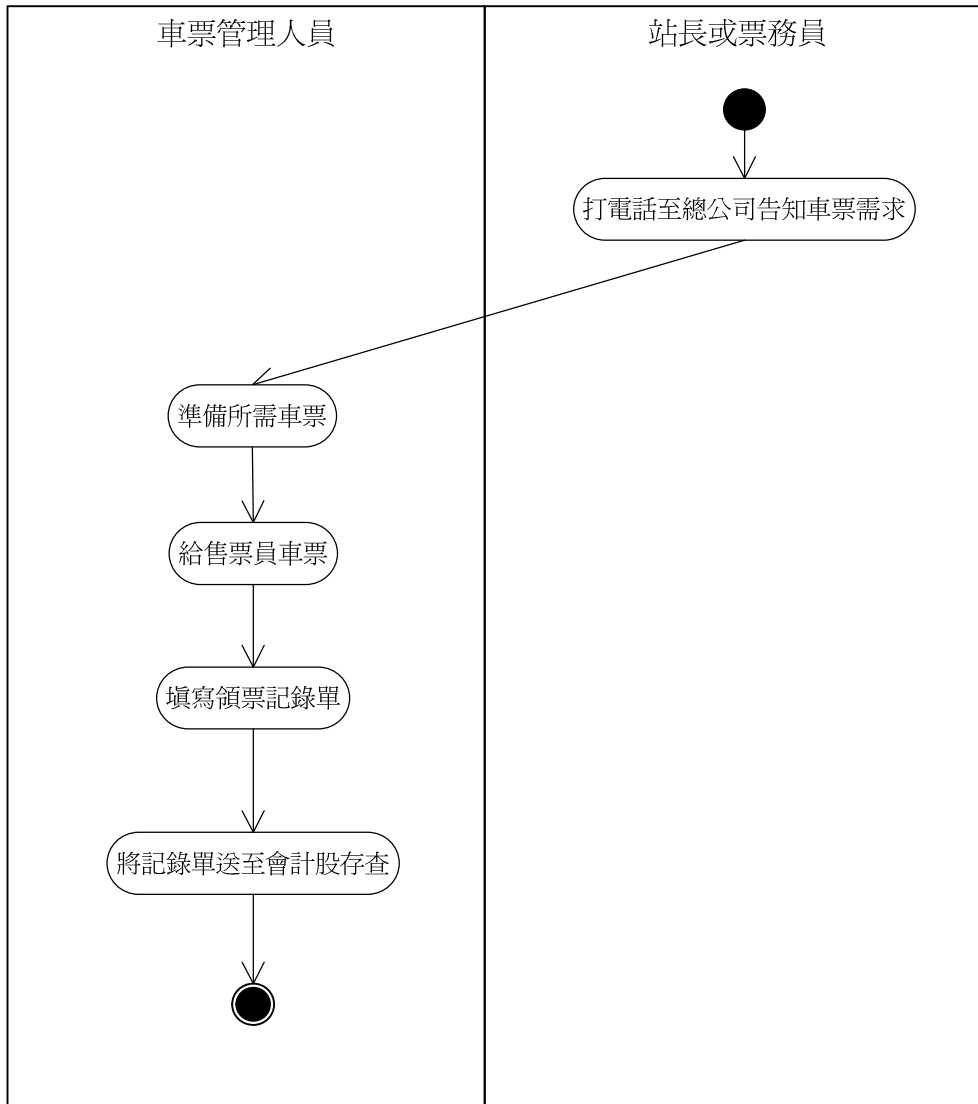 車票管理人員
站長或票務員
打電話至總公司告知車票需求
準備所需車票
給售票員車票
填寫領票記錄單
將記錄單送至會計股存查